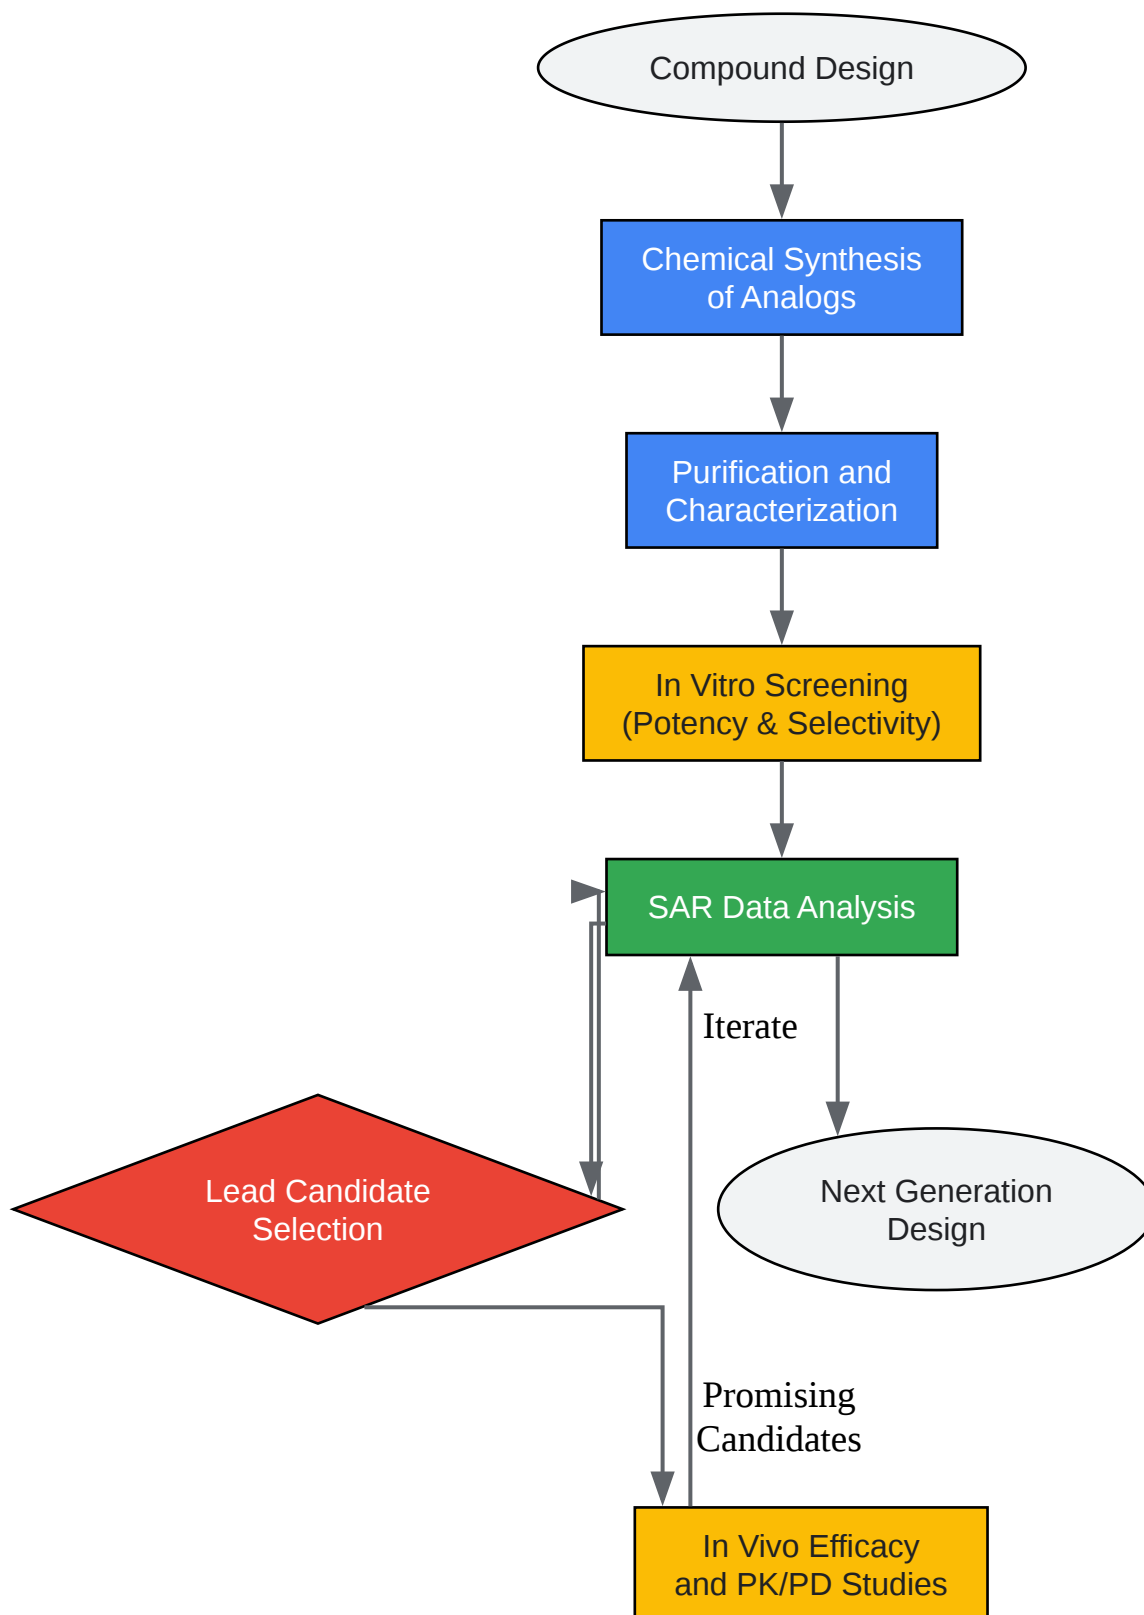 Compound Design
Chemical Synthesis
of Analogs
Purification and
Characterization
In Vitro Screening
(Potency & Selectivity)
SAR Data Analysis
Iterate
Lead Candidate
Selection
Next Generation
Design
Promising
Candidates
In Vivo Efficacy
and PK/PD Studies